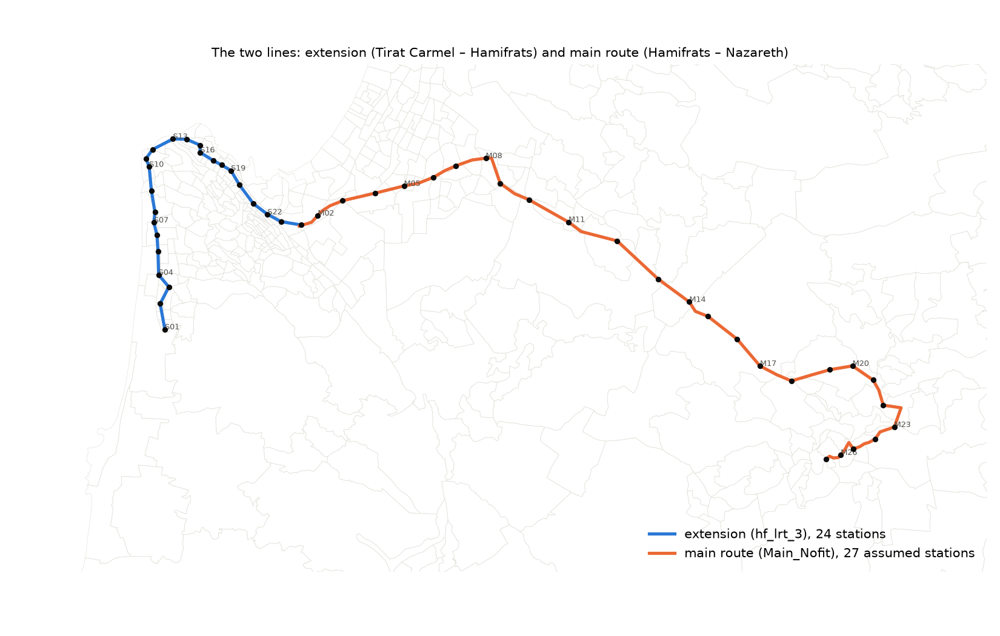 The two lines: extension (Tirat Carmel – Hamifrats) and main route (Hamifrats – Nazareth)
S13
S16
M08
S10
S19
M05
S22
M02
S07
M11
S04
M14
S01
M17
M20
M23
M26
extension (hf_lrt_3), 24 stations
main route (Main_Nofit), 27 assumed stations